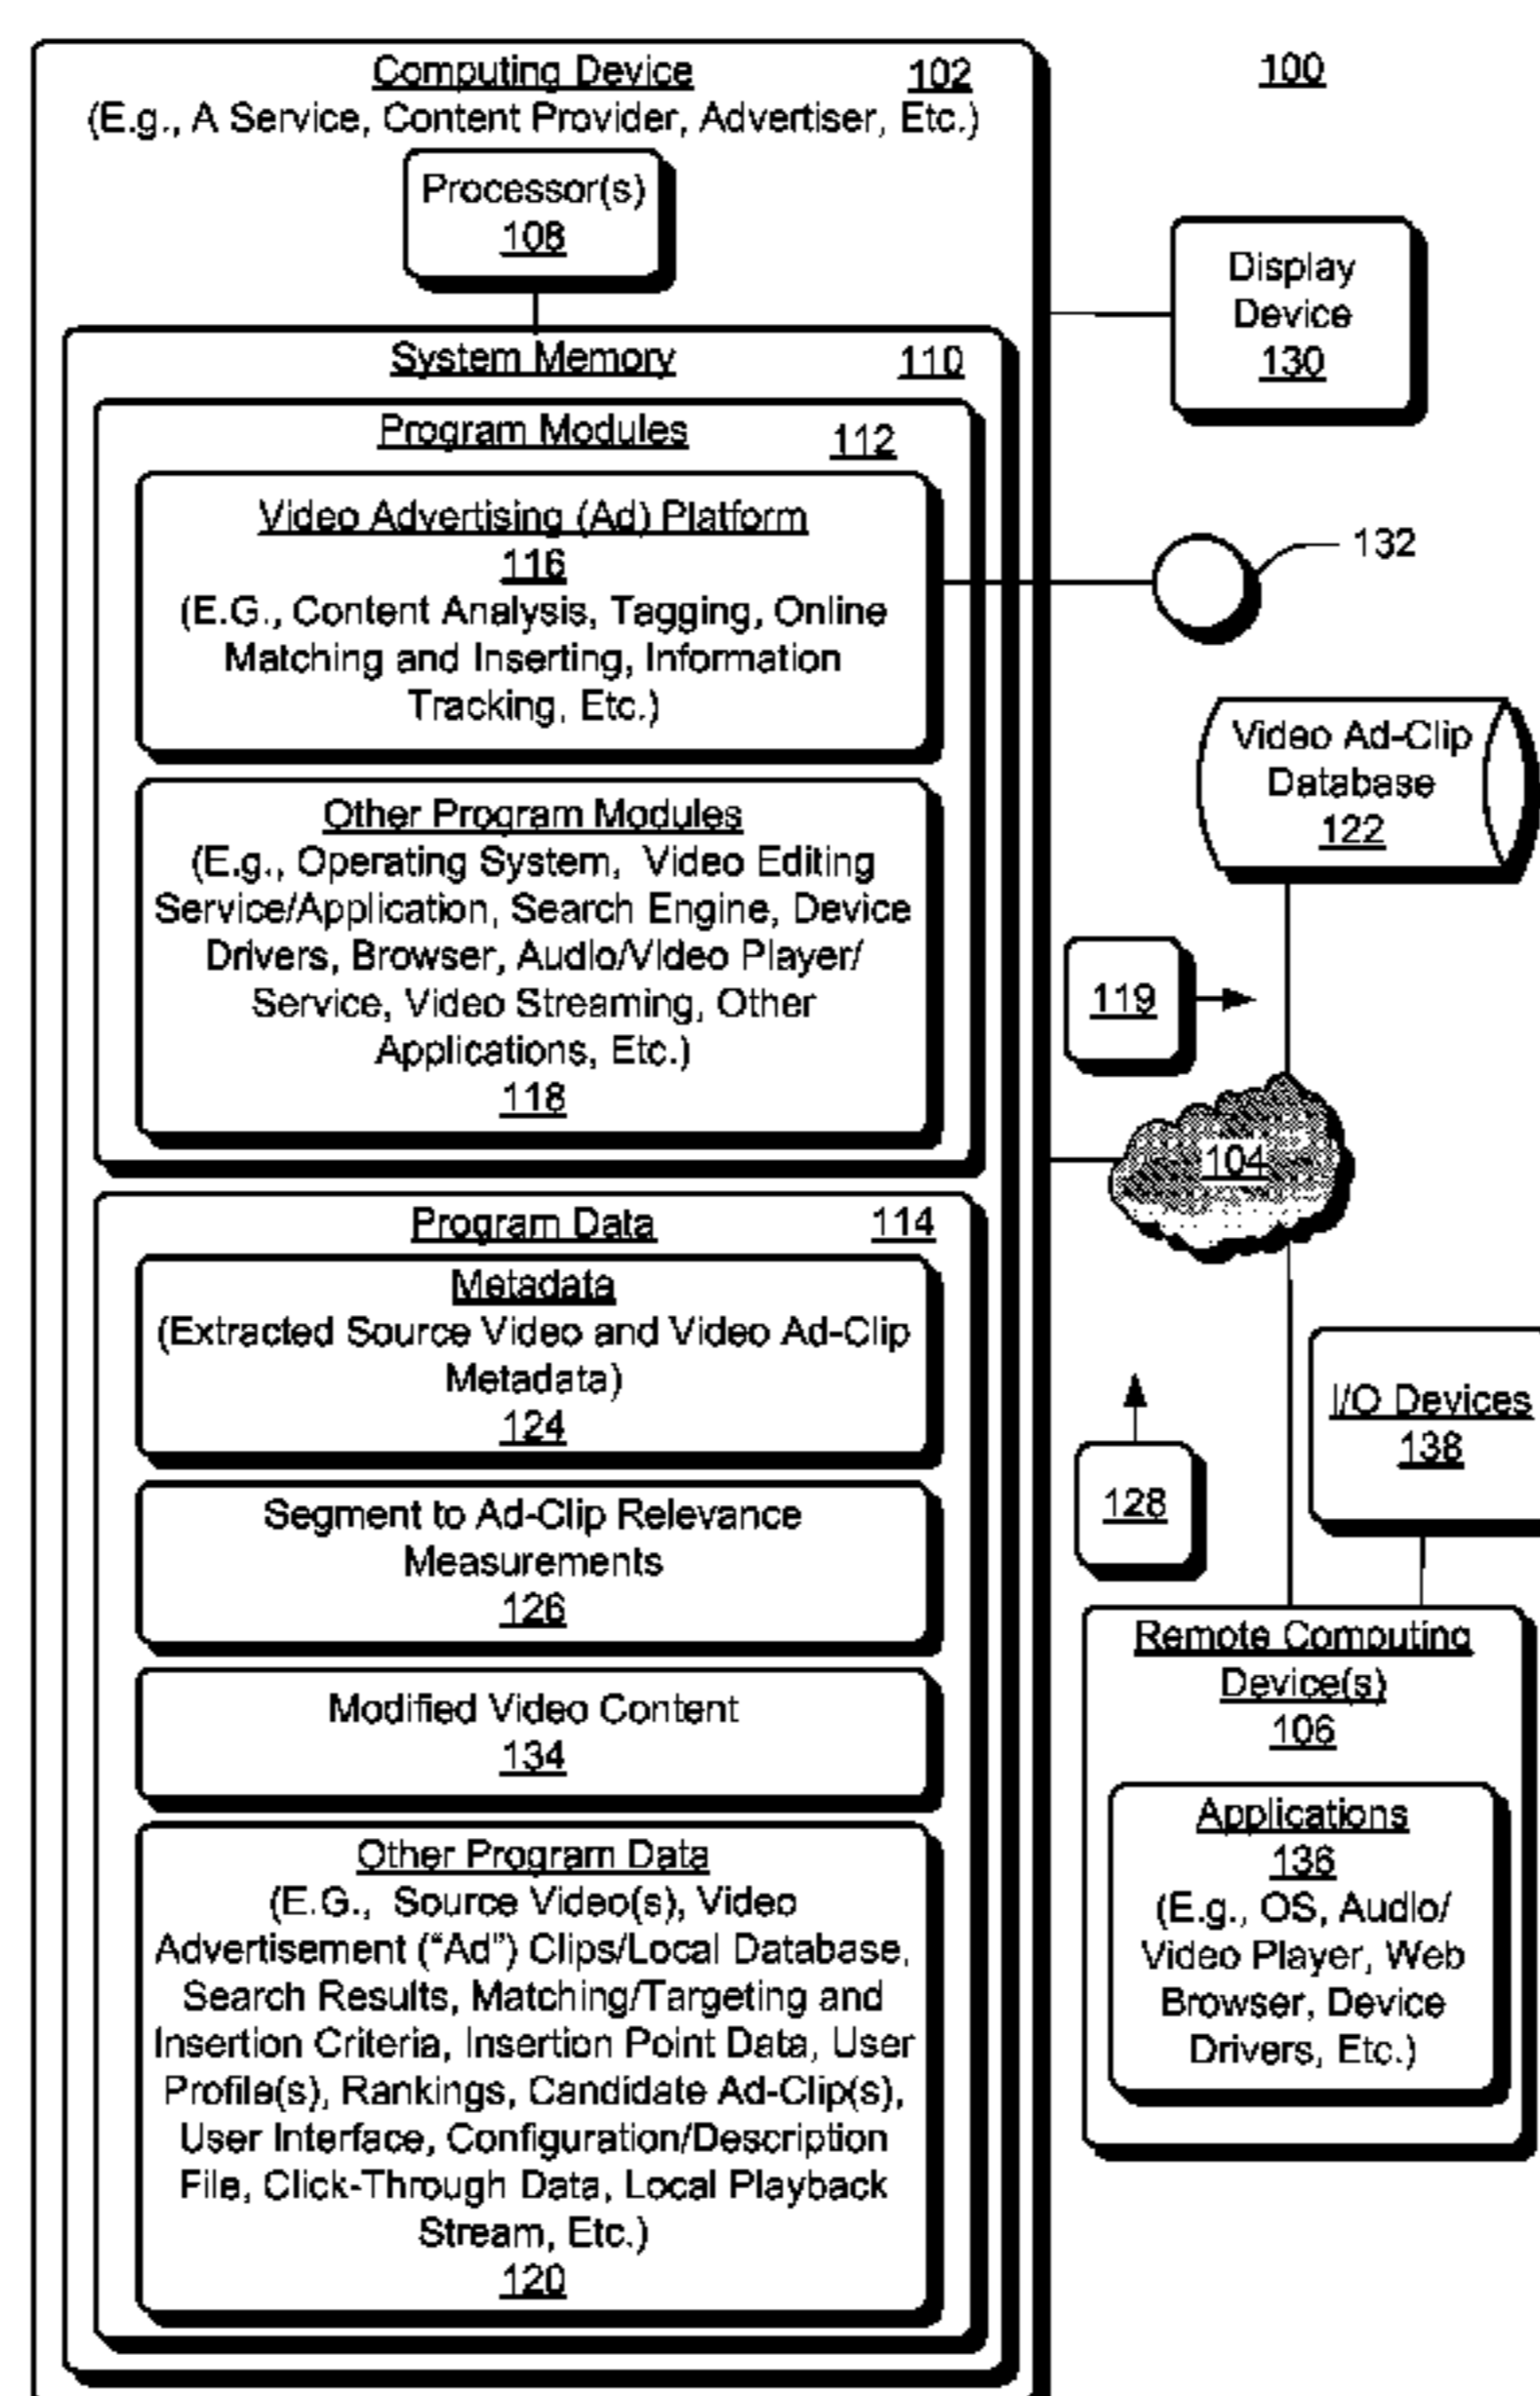 Computing Device 102
(E.g., A Service, Content Provider, Advertiser, Etc.)
100
Processor(s)
108
System Memory 110
Program Modules 112
Video Advertising (Ad) Platform
116
(E.G., Content Analysis, Tagging, Online
Matching and Inserting, Information
Tracking, Etc.)
Other Program Modules
(E.g., Operating System, Video Editing
Service/Application, Search Engine, Device
Drivers, Browser, Audio/Video Player/
Service, Video Streaming, Other
Applications, Etc.)
118
Program Data 114
Metadata
(Extracted Source Video and Video Ad-Clip
Metadata)
124
Segment to Ad-Clip Relevance
Measurements
126
Modified Video Content
134
Other Program Data
(E.G., Source Video(s), Video
Advertisement ("Ad") Clips/Local Database,
Search Results, Matching/Targeting and
Insertion Criteria, Insertion Point Data, User
Profile(s), Rankings, Candidate Ad-Clip(s),
User Interface, Configuration/Description
File, Click-Through Data, Local Playback
Stream, Etc.)
120
Display
Device
130
132
Video Ad-Clip
Database
122
119
104
128
I/O Devices
138
Remote Computing
Device(s)
106
Applications
136
(E.g., OS, Audio/
Video Player, Web
Browser, Device
Drivers, Etc.)